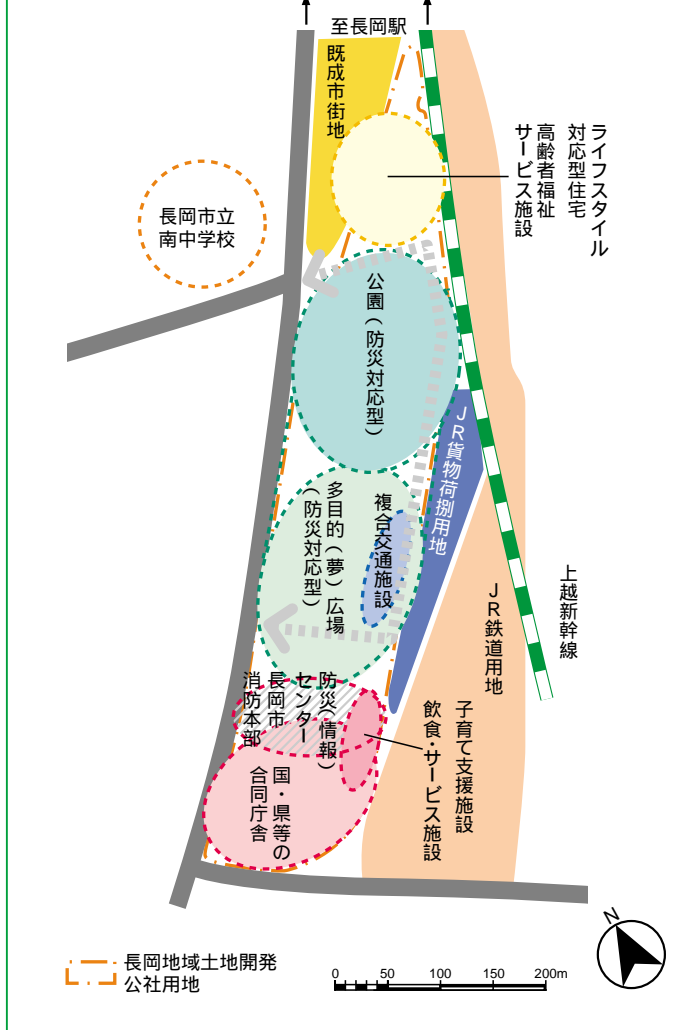 至長岡駅
既成市街地
ライフスタイル
対応型住宅
高齢者福祉
サービス施設
長岡市立
南中学校
公園(防災対応型)
JR貨物荷捌用地
多目的(夢)広場
(防災対応型)
複合交通施設
上越新幹線
JR鉄道用地
防災(情報)
センター
長岡市
消防本部
子育て支援施設
飲食・サービス施設
国・県等の
合同庁舎
N
長岡地域土地開発
公社用地
0 50 100 150 200m